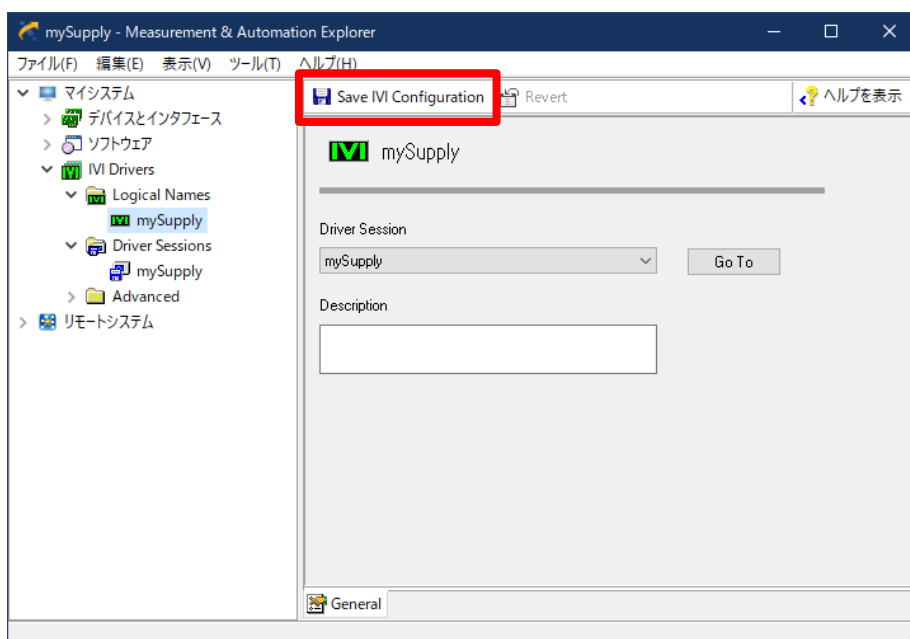 mySupply - Measurement & Automation Explorer
ファイル(F) 編集(E) 表示(V) ツール(T) ヘルプ(H)
マイシステム
デバイスとインタフェース
ソフトウェア
IVI Drivers
Logical Names
mySupply
Driver Sessions
mySupply
Advanced
リモートシステム
Save IVI Configuration Revert ヘルプを表示
IVI mySupply
Driver Session
mySupply Go To
Description
General